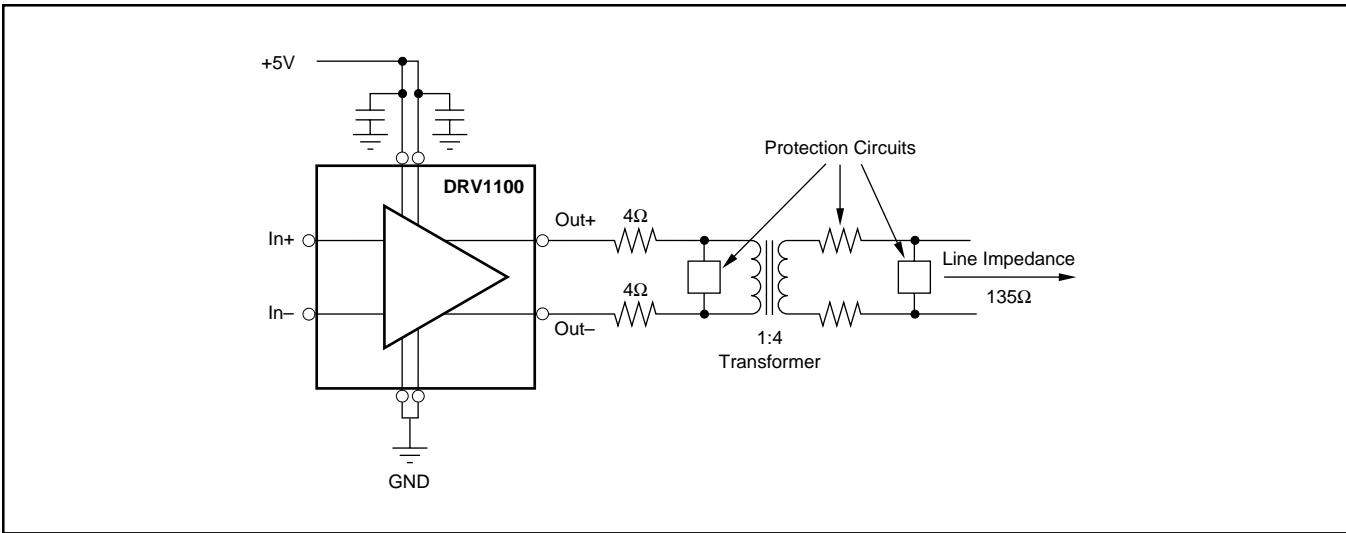 +5V
DRV1100
In+
In–
Out+
Out–
4Ω
4Ω
Protection Circuits
1:4
Transformer
Line Impedance
135Ω
GND